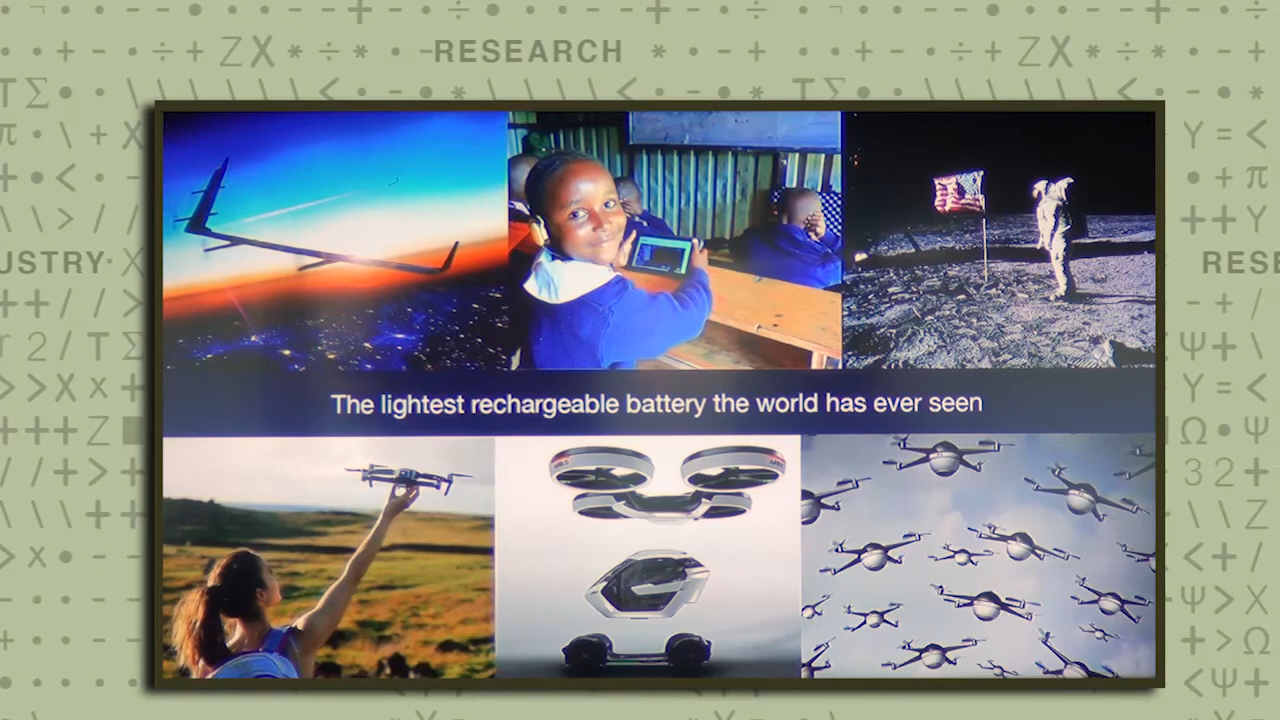 RESEARCH
USTRY
RESE
The lightest rechargeable battery the world has ever seen